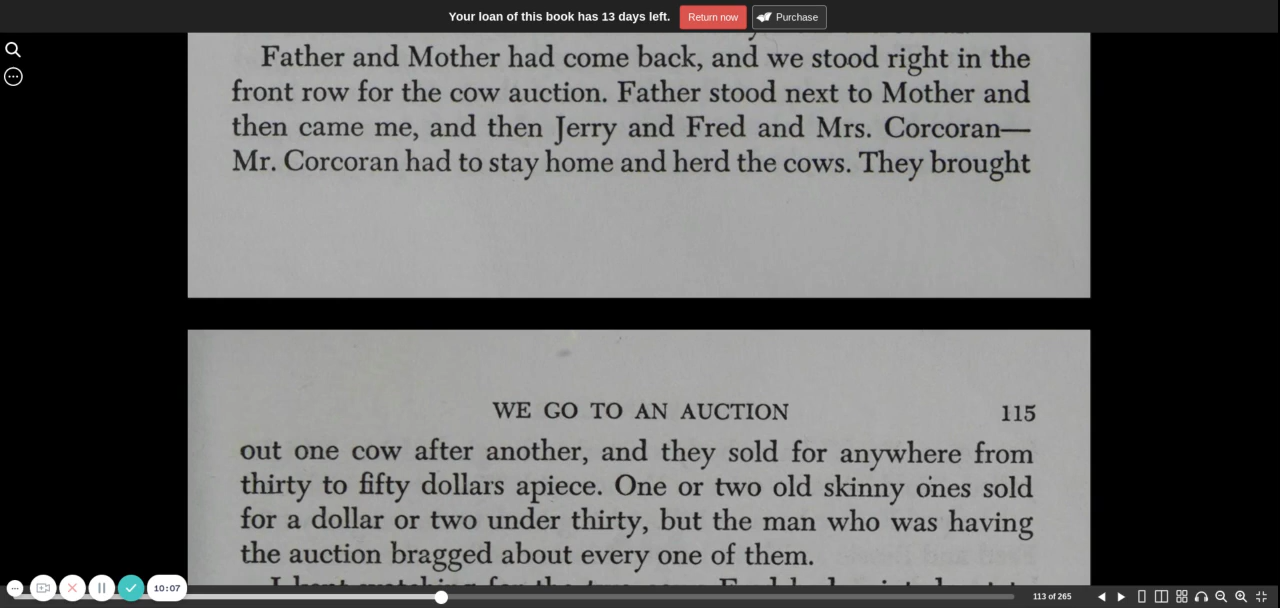 Your loan of this book has 13 days left. Return now Purchase
Father and Mother had come back, and we stood right in the
front row for the cow auction. Father stood next to Mother and
then came me, and then Jerry and Fred and Mrs. Corcoran—
Mr. Corcoran had to stay home and herd the cows. They brought
WE GO TO AN AUCTION 115
out one cow after another, and they sold for anywhere from
thirty to fifty dollars apiece. One or two old skinny ones sold
for a dollar or two under thirty, but the man who was having
the auction bragged about every one of them.
I kept watching for the
10:07
113 of 265